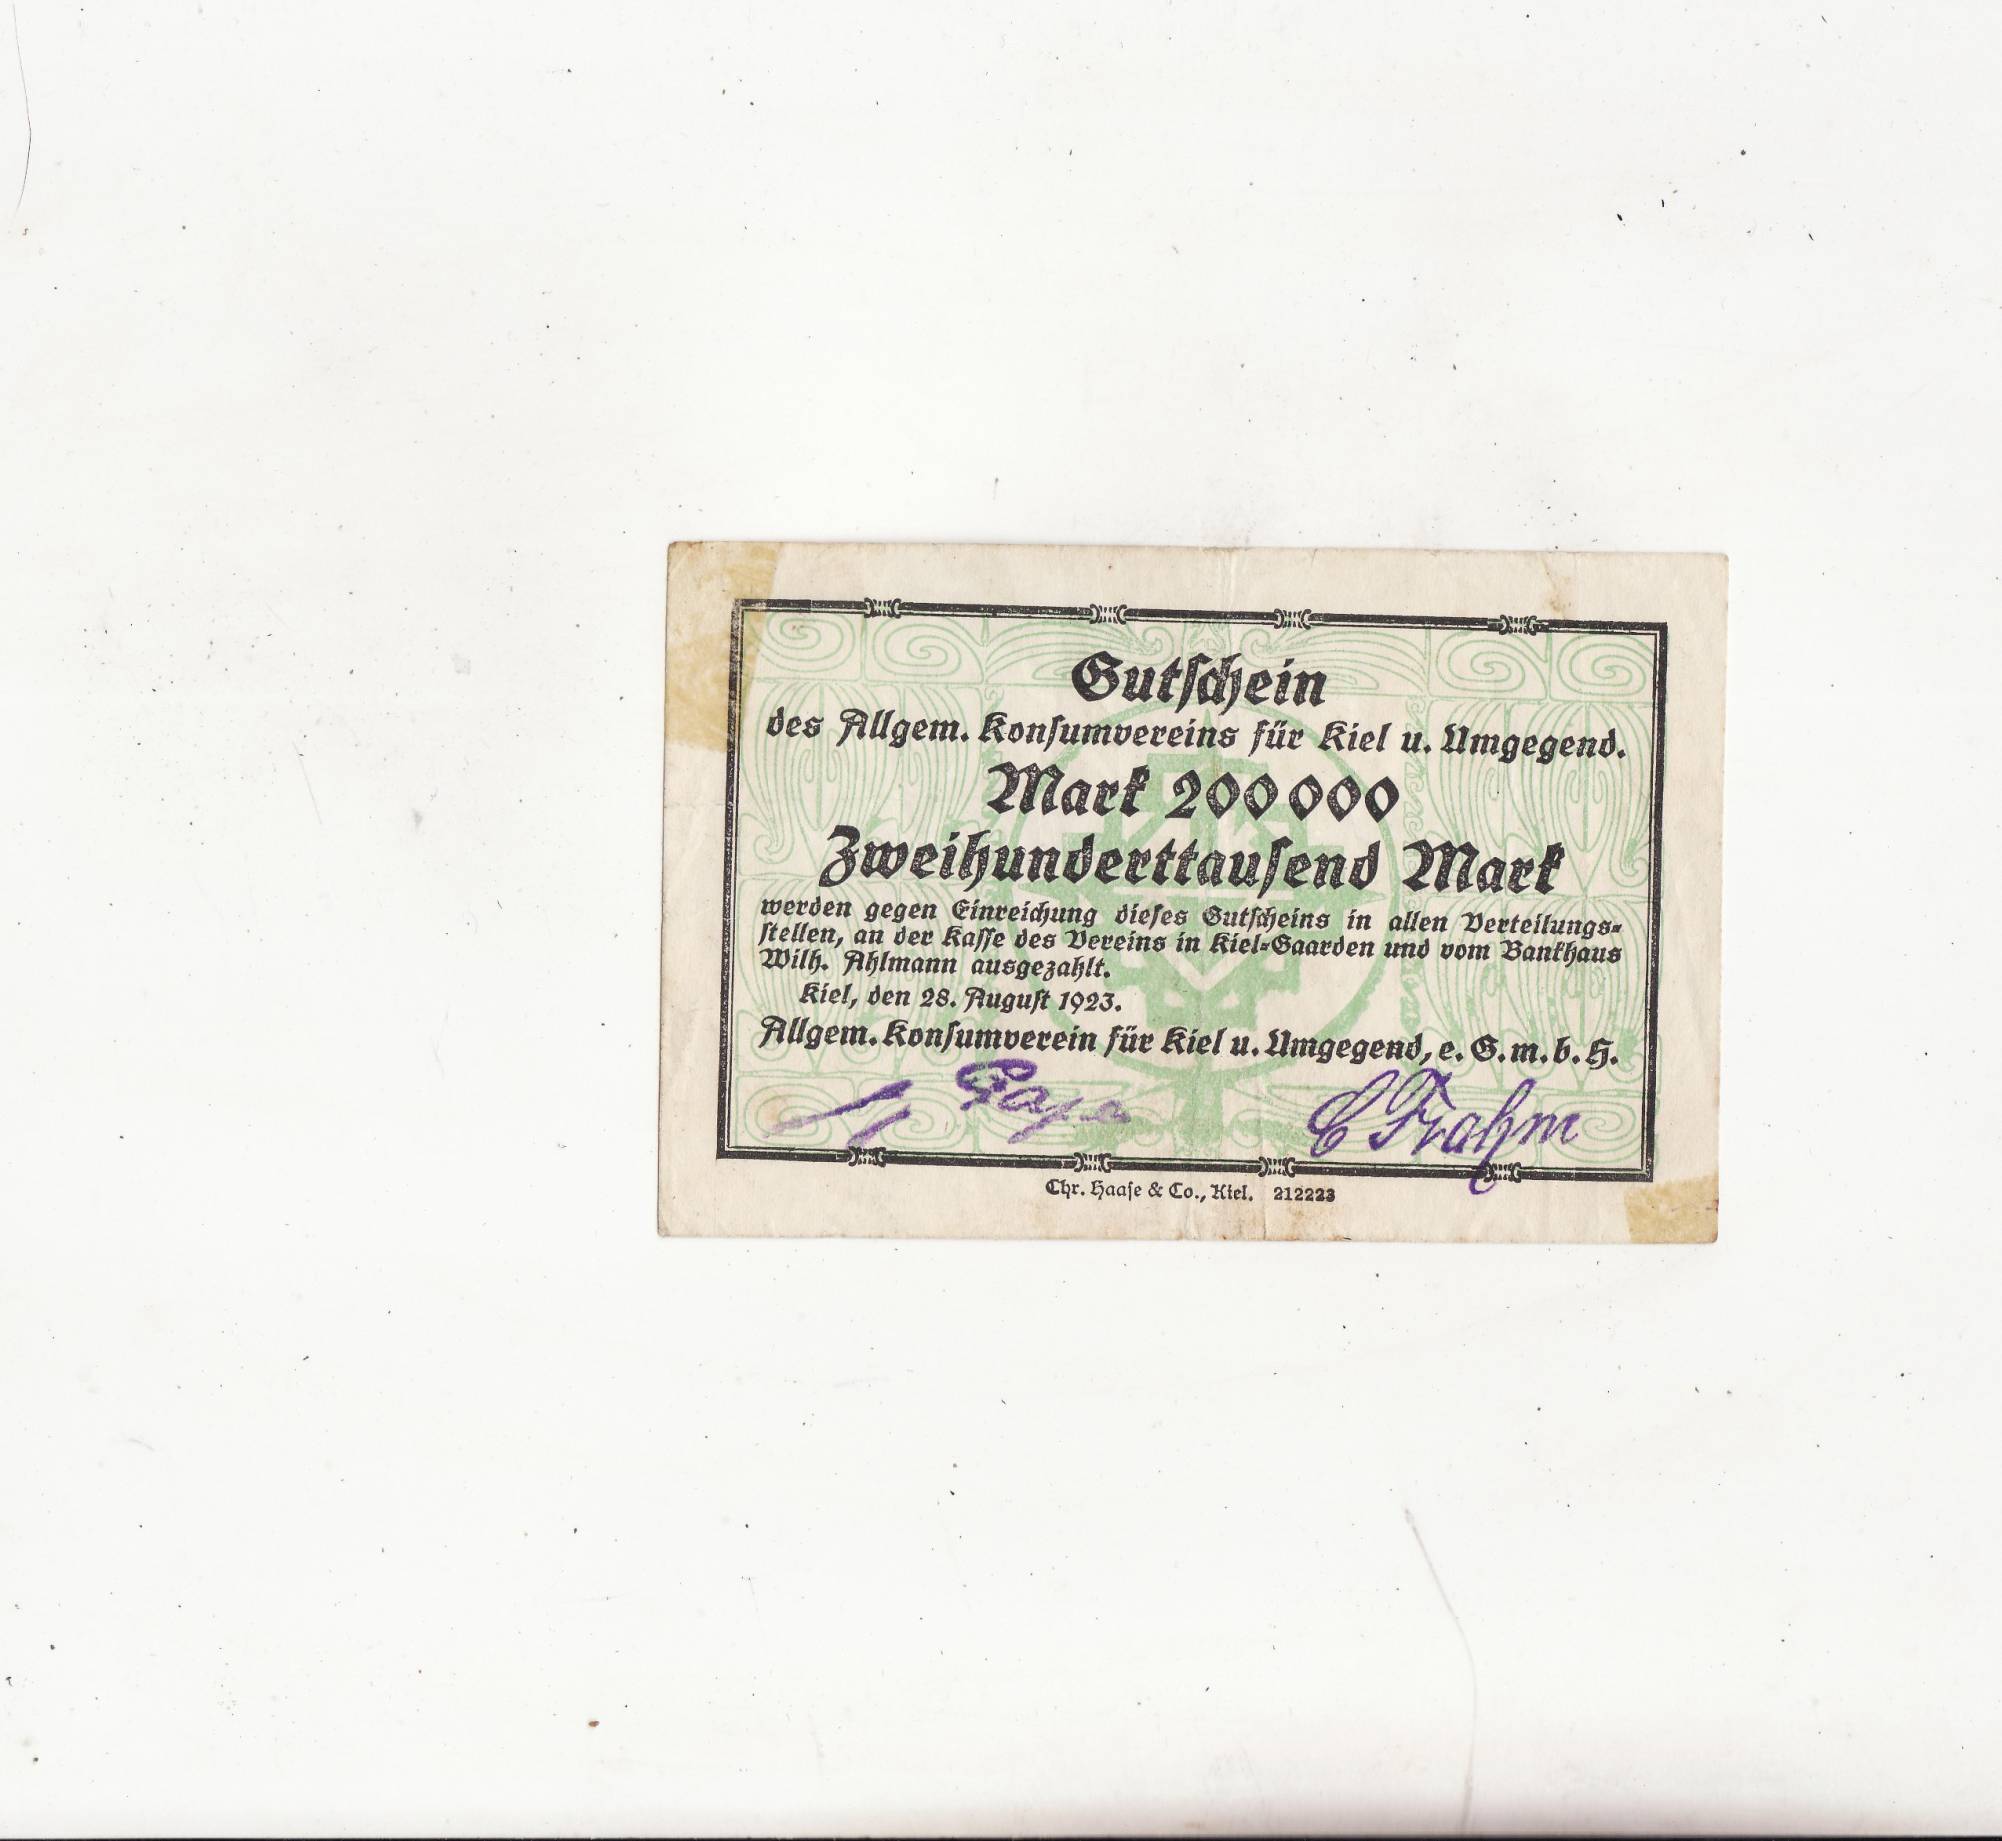 Gutschein
des Allgem. Konsumvereins für Kiel u. Umgegend.
Mark 200000
Zweihunderttausend Mark
werden gegen Einreichung dieses Gutscheins in allen Verteilungs-
stellen, an der Kasse des Vereins in Kiel-Gaarden und vom Bankhaus
Wilh. Ahlmann ausgezahlt.
Kiel, den 28. August 1923.
Allgem. Konsumverein für Kiel u. Umgegend, e. G. m. b. H.
C Frahm
Chr. Haase & Co., Kiel. 212223